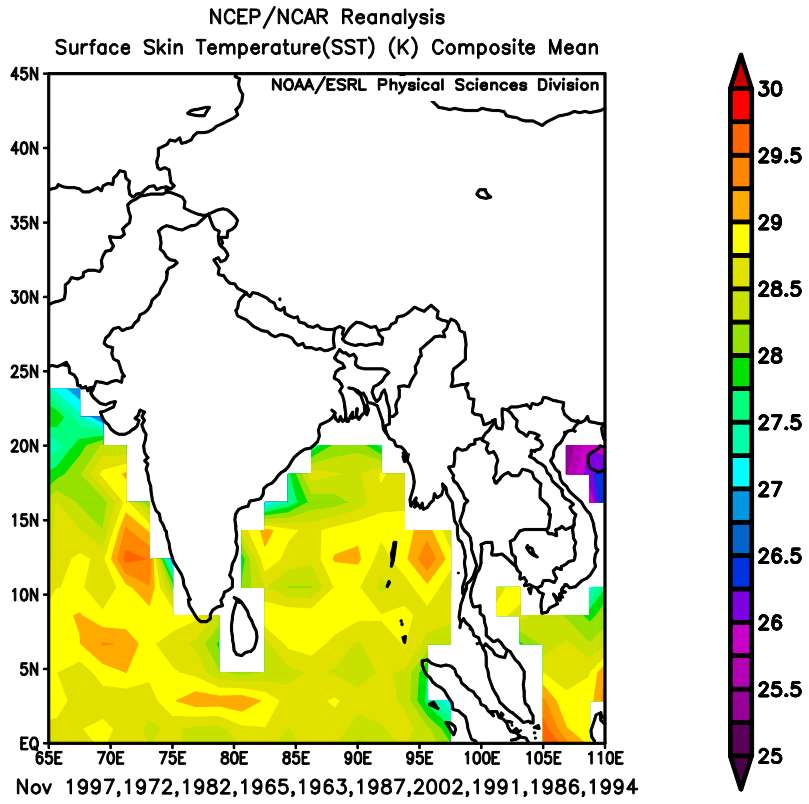 NCEP/NCAR Reanalysis
Surface Skin Temperature(SST) (K) Composite Mean
NOAA/ESRL Physical Sciences Division
45N
40N
35N
30N
25N
20N
15N
10N
5N
EQ
65E 70E 75E 80E 85E 90E 95E 100E 105E 110E
Nov 1997,1972,1982,1965,1963,1987,2002,1991,1986,1994
30
29.5
29
28.5
28
27.5
27
26.5
26
25.5
25